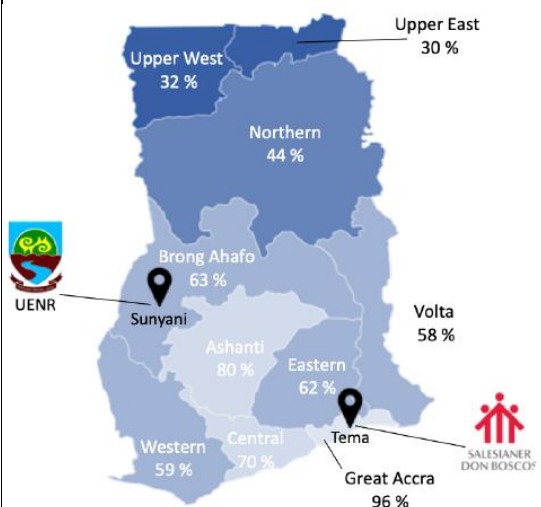 Upper East
30 %
Upper West
32 %
Northern
44 %
Brong Ahafo
63 %
UENR
Sunyani
Volta
58 %
Ashanti
80 %
Eastern
62 %
Tema
SALESIANER
DON BOSCOS
Western
59 %
Central
70 %
Great Accra
96 %